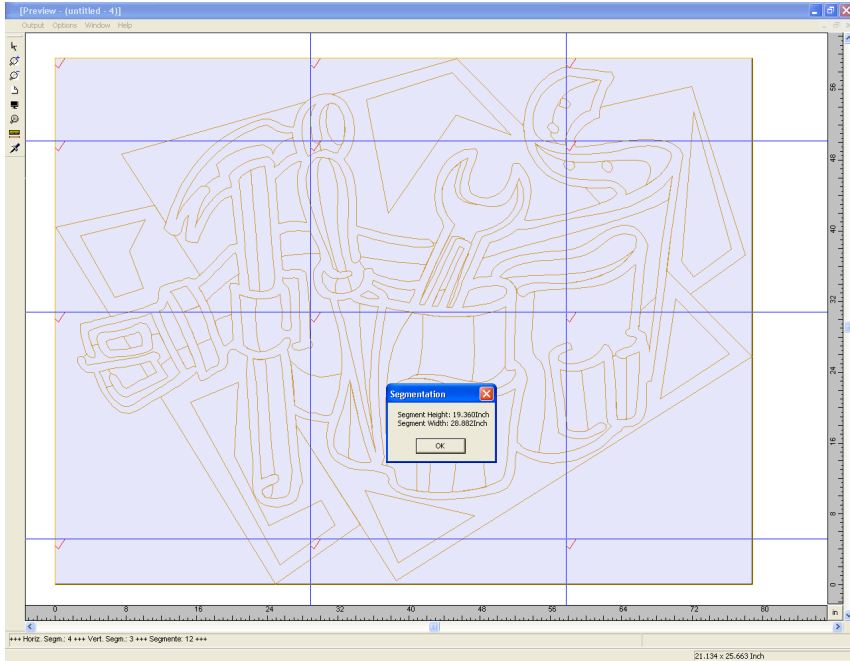 [Preview - (untitled - 4)]
Output Options Window Help
56
48
40
32
24
16
8
0
Segmentation
Segment Height: 19.360Inch
Segment Width: 28.882Inch
OK
0 8 16 24 32 40 48 56 64 72 80 in
+++ Horiz. Segm.: 4 +++ Vert. Segm.: 3 +++ Segmente: 12 +++
21.134 x 25.663 Inch